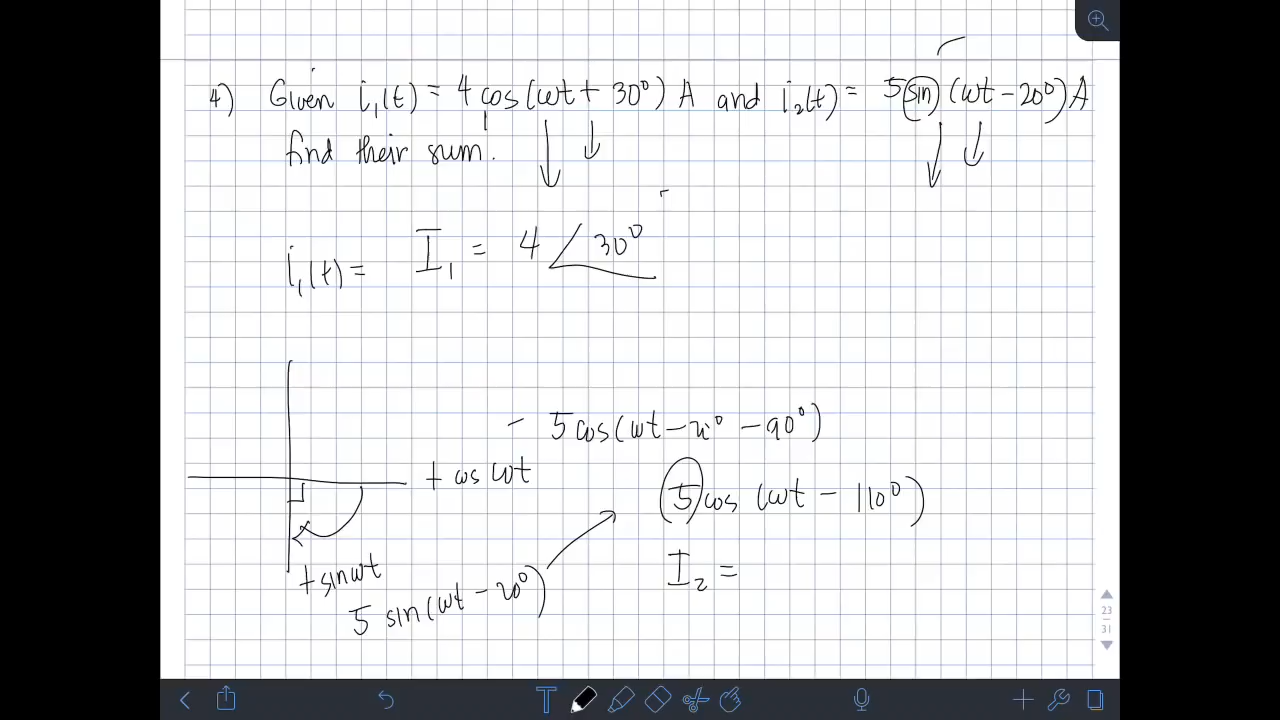 4) Given i₁(t) = 4 cos(ωt + 30°) A and i₂(t) = 5 sin (ωt - 20°) A
find their sum.
i₁(t) = I₁ = 4 ∠ 30°
- 5 cos(ωt - 20° - 90°)
+ cos ωt
5 cos (ωt - 110°)
+ sin ωt
I₂ =
5 sin(ωt - 20°)
23
31
T